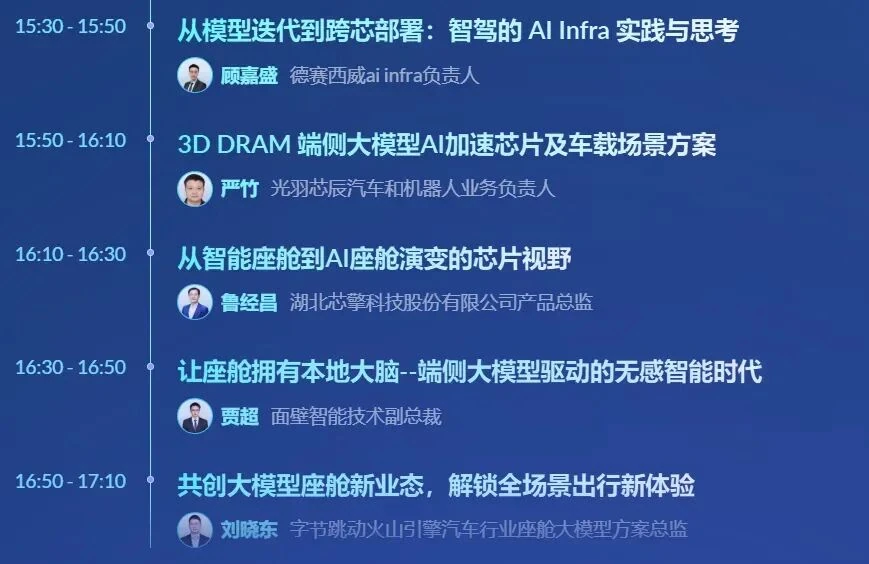 15:30 - 15:50
从模型迭代到跨芯部署：智驾的 AI Infra 实践与思考
顾嘉盛 德赛西威ai infra负责人
15:50 - 16:10
3D DRAM 端侧大模型AI加速芯片及车载场景方案
严竹 光羽芯辰汽车和机器人业务负责人
16:10 - 16:30
从智能座舱到AI座舱演变的芯片视野
鲁经昌 湖北芯擎科技股份有限公司产品总监
16:30 - 16:50
让座舱拥有本地大脑--端侧大模型驱动的无感智能时代
贾超 面壁智能技术副总裁
16:50 - 17:10
共创大模型座舱新业态，解锁全场景出行新体验
刘晓东 字节跳动火山引擎汽车行业座舱大模型方案总监